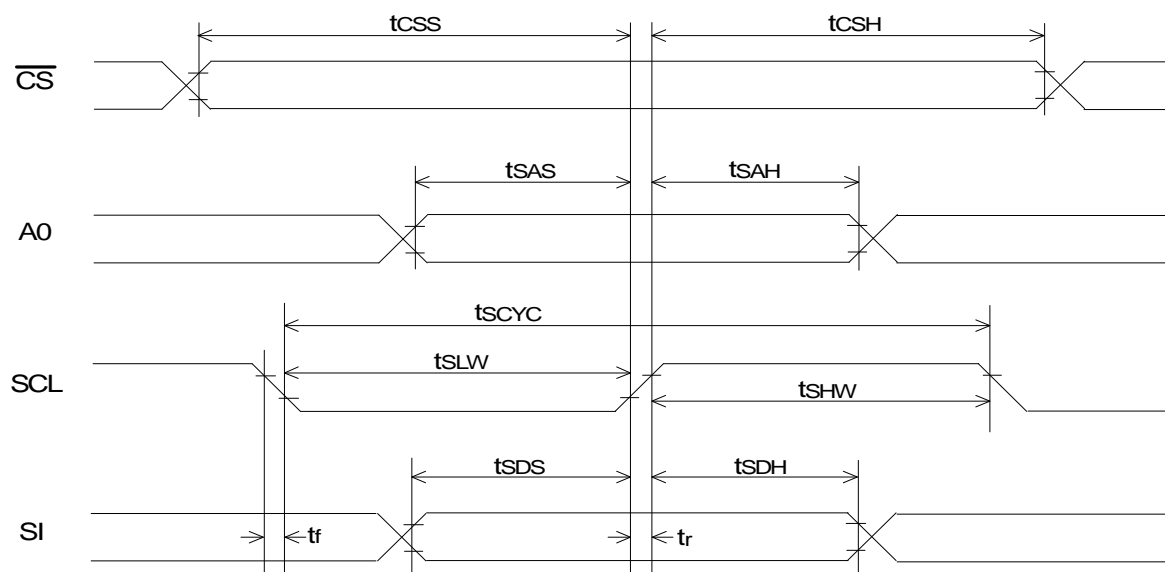 tCSS tCSH
CS
tSAS tSAH
A0
tSCYC
tSLW
SCL
tSHW
tSDS tSDH
SI
tf tr